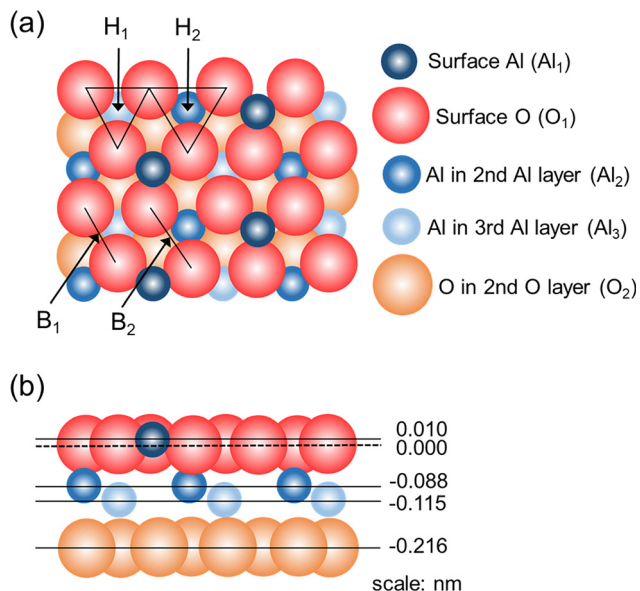 (a)
H₁
H₂
B₁
B₂
Surface Al (Al₁)
Surface O (O₁)
Al in 2nd Al layer (Al₂)
Al in 3rd Al layer (Al₃)
O in 2nd O layer (O₂)
(b)
0.010
0.000
-0.088
-0.115
-0.216
scale: nm